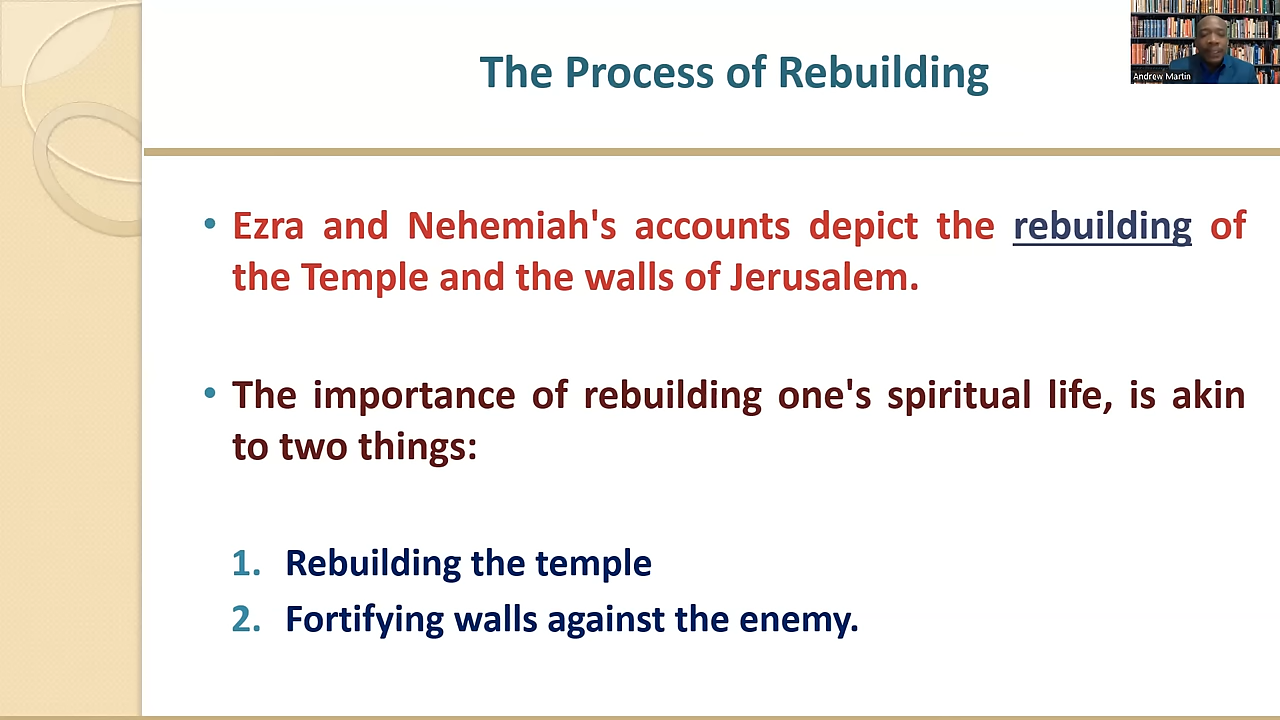 The Process of Rebuilding
Andrew Martin
• Ezra and Nehemiah's accounts depict the rebuilding of
the Temple and the walls of Jerusalem.
• The importance of rebuilding one's spiritual life, is akin
to two things:
1. Rebuilding the temple
2. Fortifying walls against the enemy.